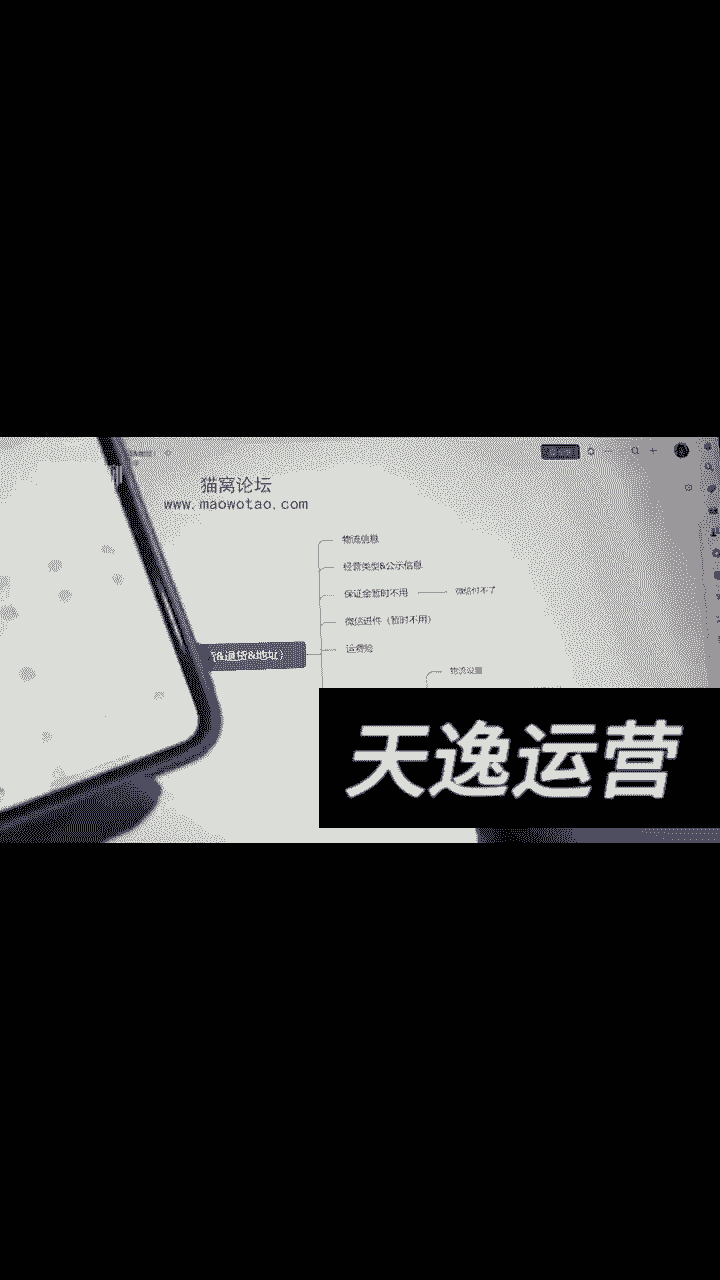 猫窝论坛
www.maowotao.com
物流信息
经营类型&公示信息
保证金暂时不用
微信付不了
微信进件（暂时不用）
运费险
&退货&地址）
物流设置
天逸运营